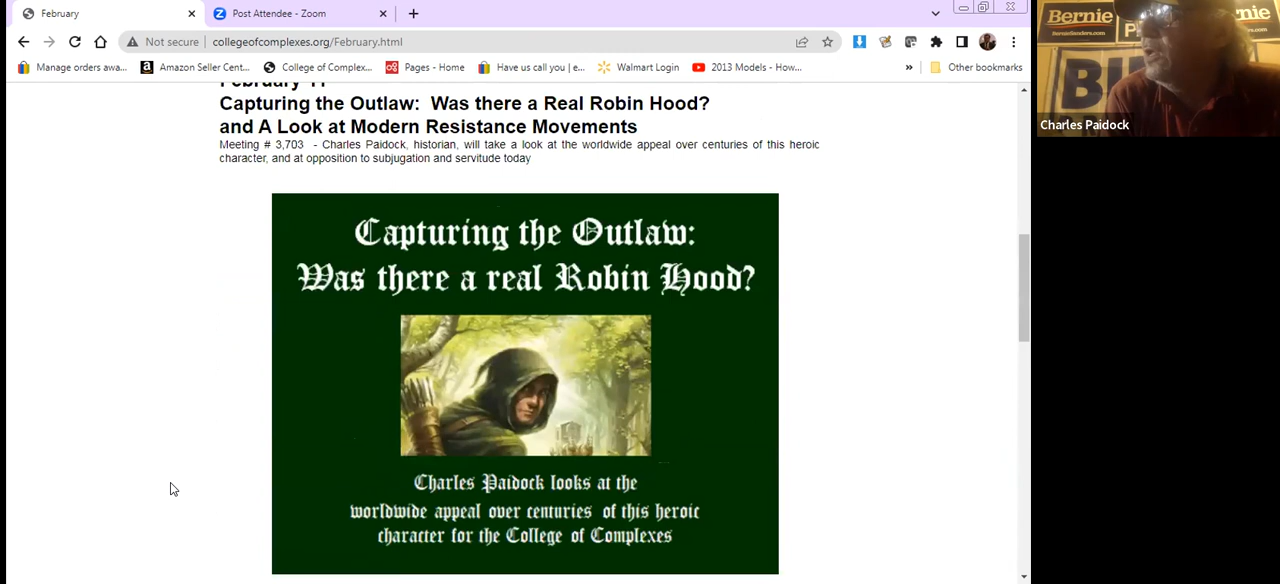 February
Post Attendee - Zoom
Not secure
collegeofcomplexes.org/February.html
Manage orders awa...
Amazon Seller Cent...
College of Complex...
Pages - Home
Have us call you | e...
Walmart Login
2013 Models - How...
»
Other bookmarks
February 11
Capturing the Outlaw: Was there a Real Robin Hood?
and A Look at Modern Resistance Movements
Meeting # 3,703 - Charles Paidock, historian, will take a look at the worldwide appeal over centuries of this heroic
character, and at opposition to subjugation and servitude today
Capturing the Outlaw:
Was there a real Robin Hood?
Charles Paidock looks at the
worldwide appeal over centuries of this heroic
character for the College of Complexes
Bernie
BernieSanders.com
Charles Paidock